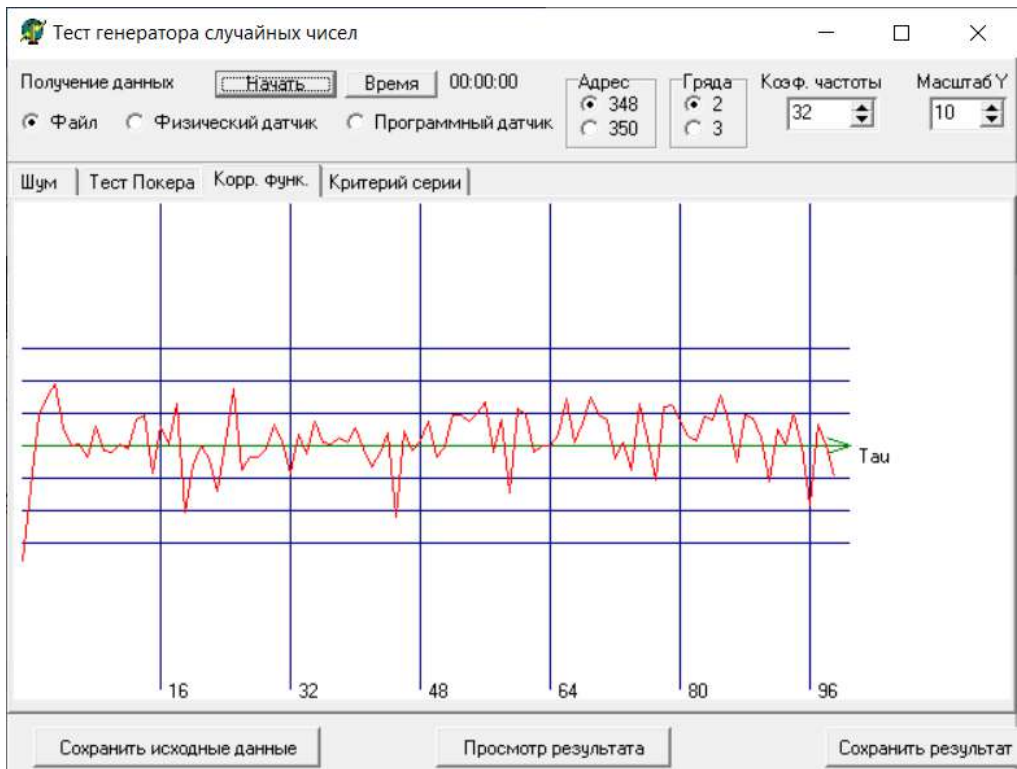 Тест генератора случайных чисел
Получение данных Начать Время 00:00:00
Файл Физический датчик Программный датчик
Адрес
348
350
Гряда
2
3
Коэф. частоты
32
Масштаб Y
10
Шум Тест Покера Корр. Функ. Критерий серии
Tau
16 32 48 64 80 96
Сохранить исходные данные Просмотр результата Сохранить результат